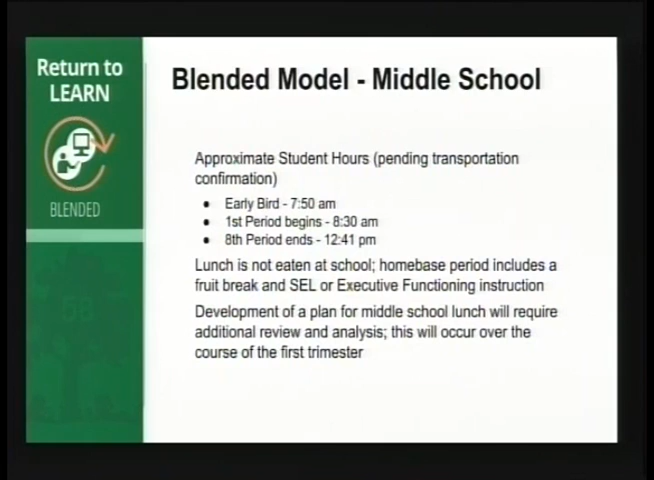 Return to
LEARN
BLENDED
Blended Model - Middle School
Approximate Student Hours (pending transportation
confirmation)
● Early Bird - 7:50 am
● 1st Period begins - 8:30 am
● 8th Period ends - 12:41 pm
Lunch is not eaten at school; homebase period includes a
fruit break and SEL or Executive Functioning instruction
Development of a plan for middle school lunch will require
additional review and analysis; this will occur over the
course of the first trimester